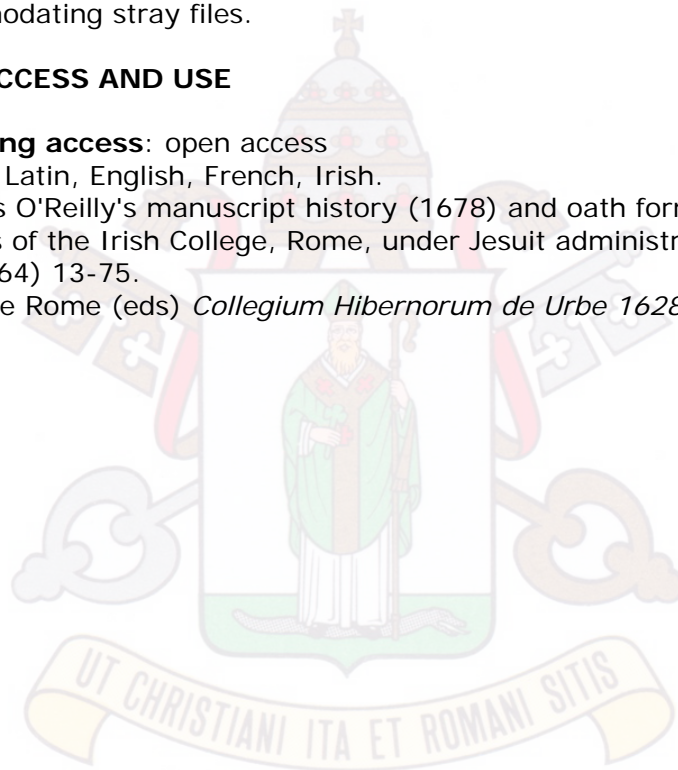 odating stray files.
CCESS AND USE
ng access: open access
Latin, English, French, Irish.
s O'Reilly's manuscript history (1678) and oath for
s of the Irish College, Rome, under Jesuit administr
64) 13-75.
e Rome (eds) Collegium Hibernorum de Urbe 1628
UT CHRISTIANI ITA ET ROMANI SITIS